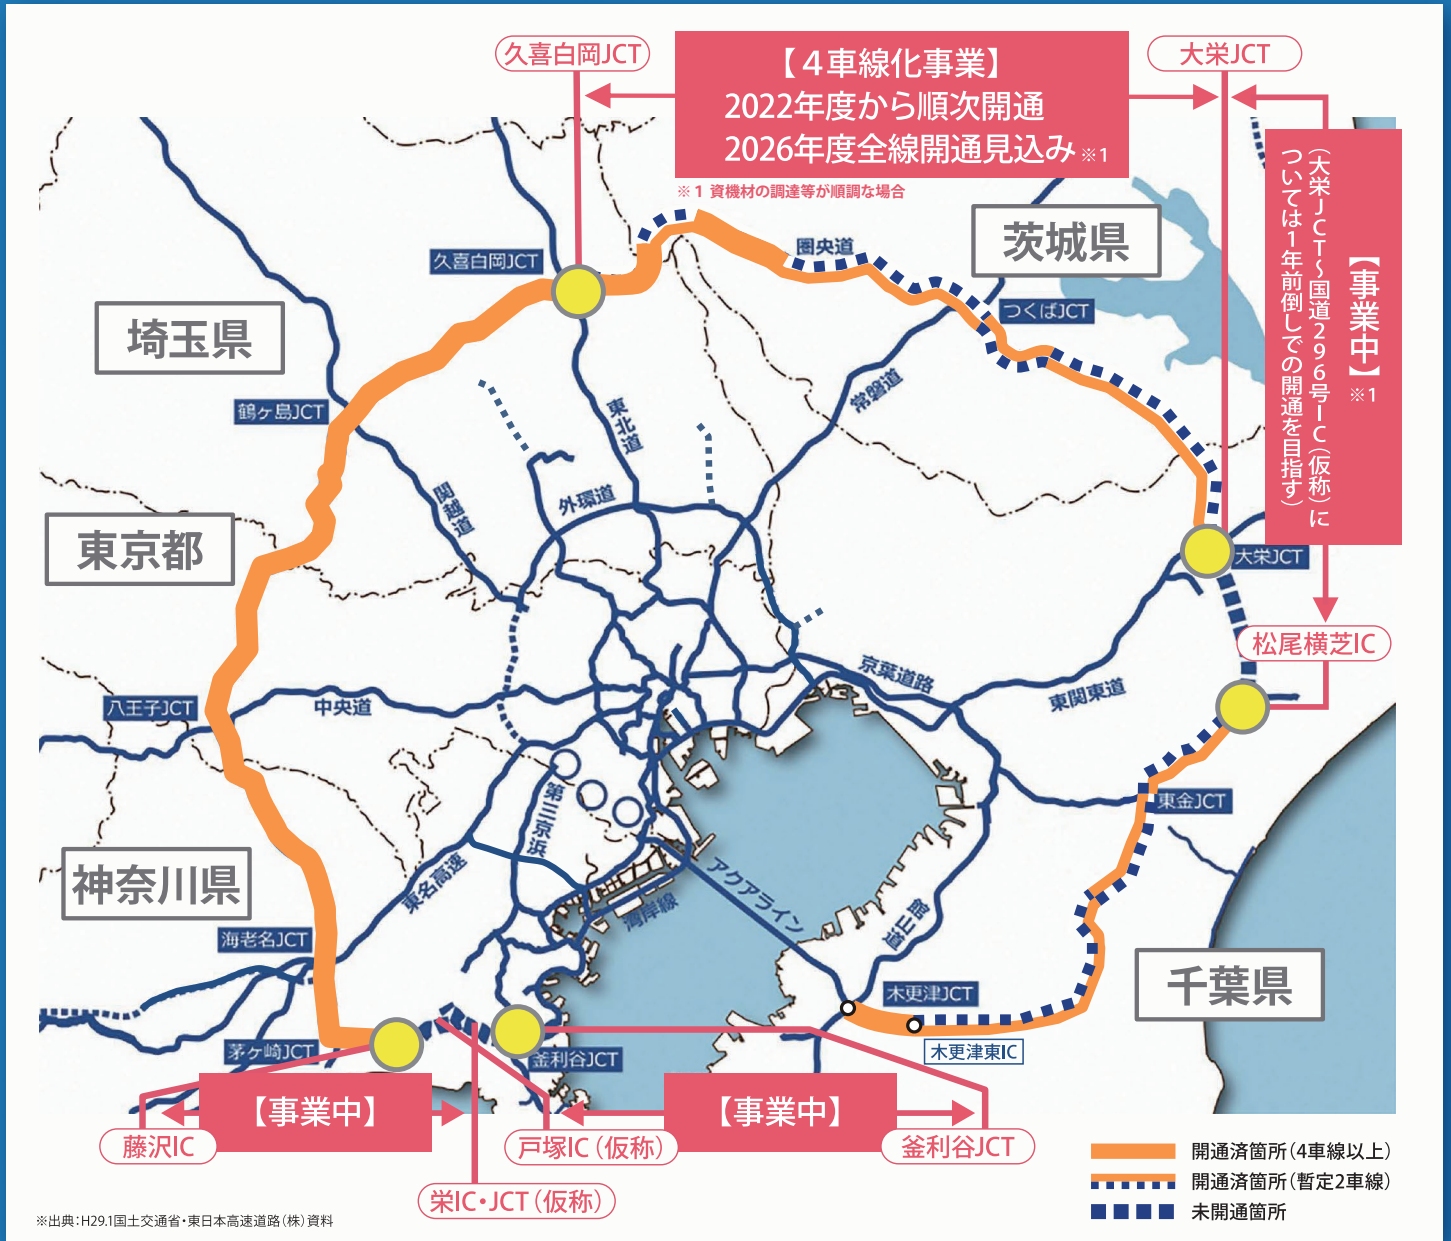 久喜白岡JCT
【４車線化事業】
2022年度から順次開通
2026年度全線開通見込み※1
※１ 資機材の調達等が順調な場合
大栄JCT
【事業中】※1
（大栄ＪＣＴ〜国道２９６号ＩＣ（仮称）に
ついては１年前倒しでの開通を目指す）
松尾横芝IC
茨城県
埼玉県
東京都
神奈川県
千葉県
久喜白岡JCT
圏央道
つくばJCT
鶴ヶ島JCT
東北道
常磐道
関越道
外環道
大栄JCT
八王子JCT
中央道
京葉道路
東関東道
第三京浜
東金JCT
東名高速
アクアライン
湾岸線
館山道
海老名JCT
木更津JCT
木更津東IC
茅ヶ崎JCT
釜利谷JCT
【事業中】
【事業中】
藤沢IC
戸塚IC（仮称）
釜利谷JCT
栄IC・JCT（仮称）
開通済箇所（4車線以上）
開通済箇所（暫定2車線）
未開通箇所
※出典：H29.1国土交通省・東日本高速道路（株）資料